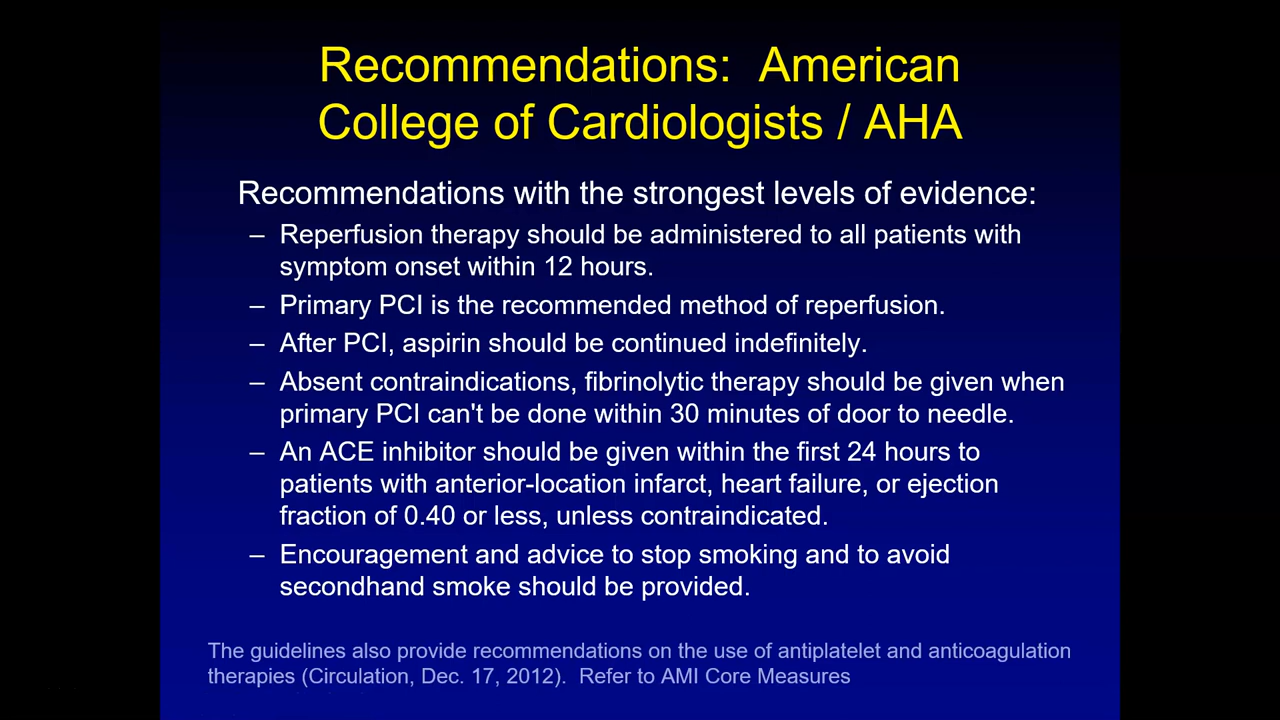 Recommendations: American
College of Cardiologists / AHA
Recommendations with the strongest levels of evidence:
– Reperfusion therapy should be administered to all patients with
symptom onset within 12 hours.
– Primary PCI is the recommended method of reperfusion.
– After PCI, aspirin should be continued indefinitely.
– Absent contraindications, fibrinolytic therapy should be given when
primary PCI can't be done within 30 minutes of door to needle.
– An ACE inhibitor should be given within the first 24 hours to
patients with anterior-location infarct, heart failure, or ejection
fraction of 0.40 or less, unless contraindicated.
– Encouragement and advice to stop smoking and to avoid
secondhand smoke should be provided.
The guidelines also provide recommendations on the use of antiplatelet and anticoagulation
therapies (Circulation, Dec. 17, 2012). Refer to AMI Core Measures